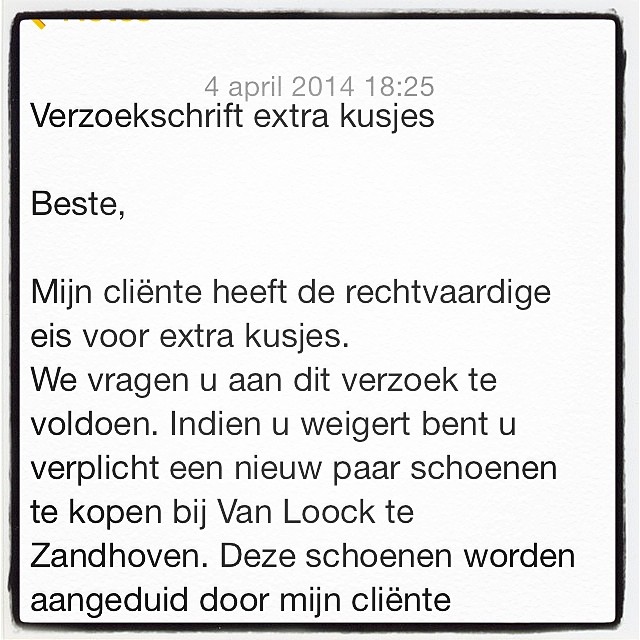 4 april 2014 18:25
Verzoekschrift extra kusjes
Beste,
Mijn cliënte heeft de rechtvaardige
eis voor extra kusjes.
We vragen u aan dit verzoek te
voldoen. Indien u weigert bent u
verplicht een nieuw paar schoenen
te kopen bij Van Loock te
Zandhoven. Deze schoenen worden
aangeduid door mijn cliënte